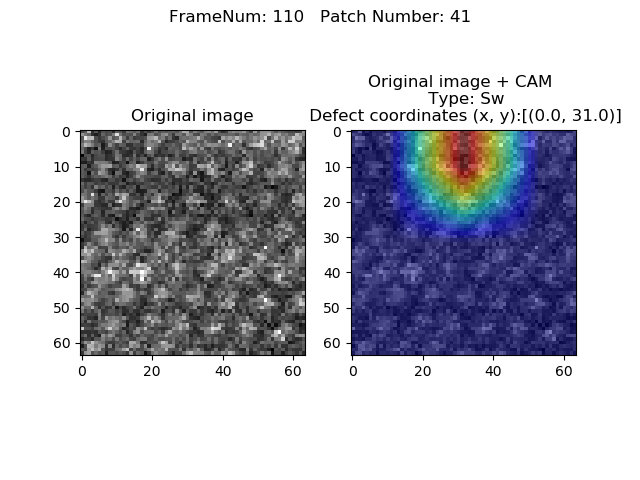 FrameNum: 110   Patch Number: 41
Original image
Original image + CAM
Type: Sw
Defect coordinates (x, y):[(0.0, 31.0)]
0
10
20
30
40
50
60
0 20 40 60
0
10
20
30
40
50
60
0 20 40 60